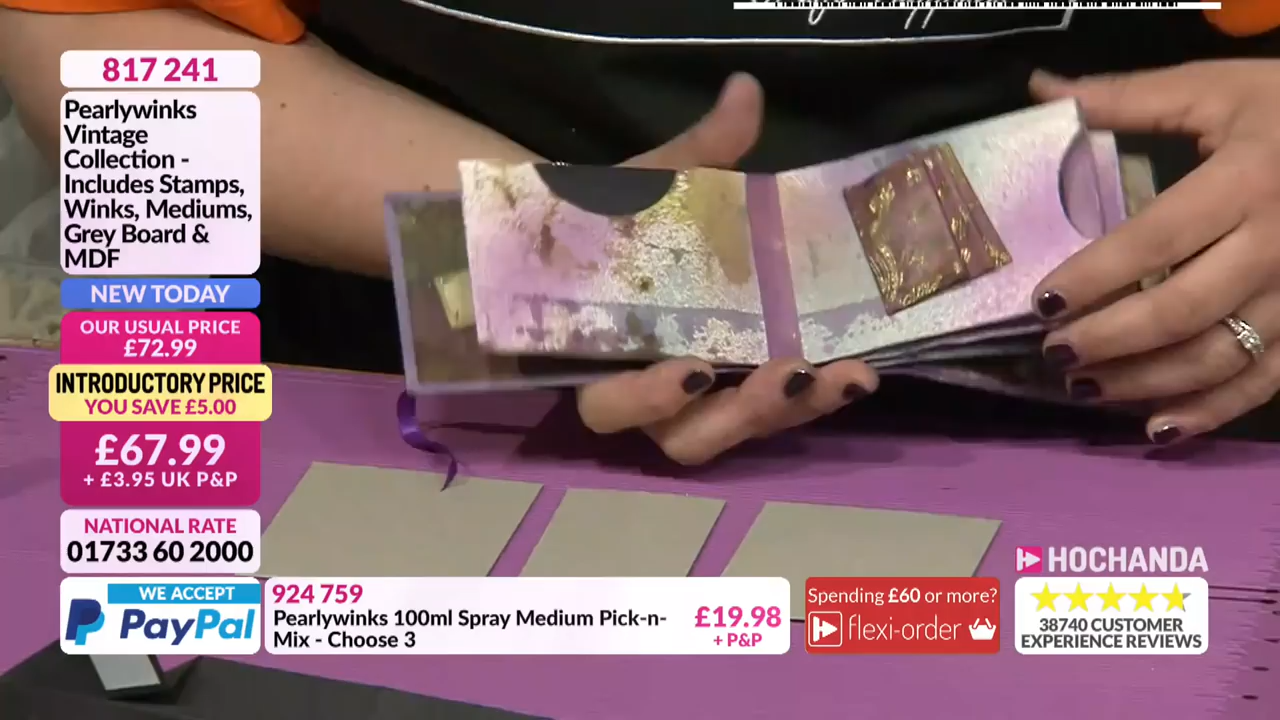 817 241
Pearlywinks
Vintage
Collection -
Includes Stamps,
Winks, Mediums,
Grey Board &
MDF
NEW TODAY
OUR USUAL PRICE
£72.99
INTRODUCTORY PRICE
YOU SAVE £5.00
£67.99
+ £3.95 UK P&P
NATIONAL RATE
01733 60 2000
WE ACCEPT
PayPal
924 759
Pearlywinks 100ml Spray Medium Pick-n-
Mix - Choose 3
£19.98
+ P&P
Spending £60 or more?
flexi-order
HOCHANDA
38740 CUSTOMER
EXPERIENCE REVIEWS